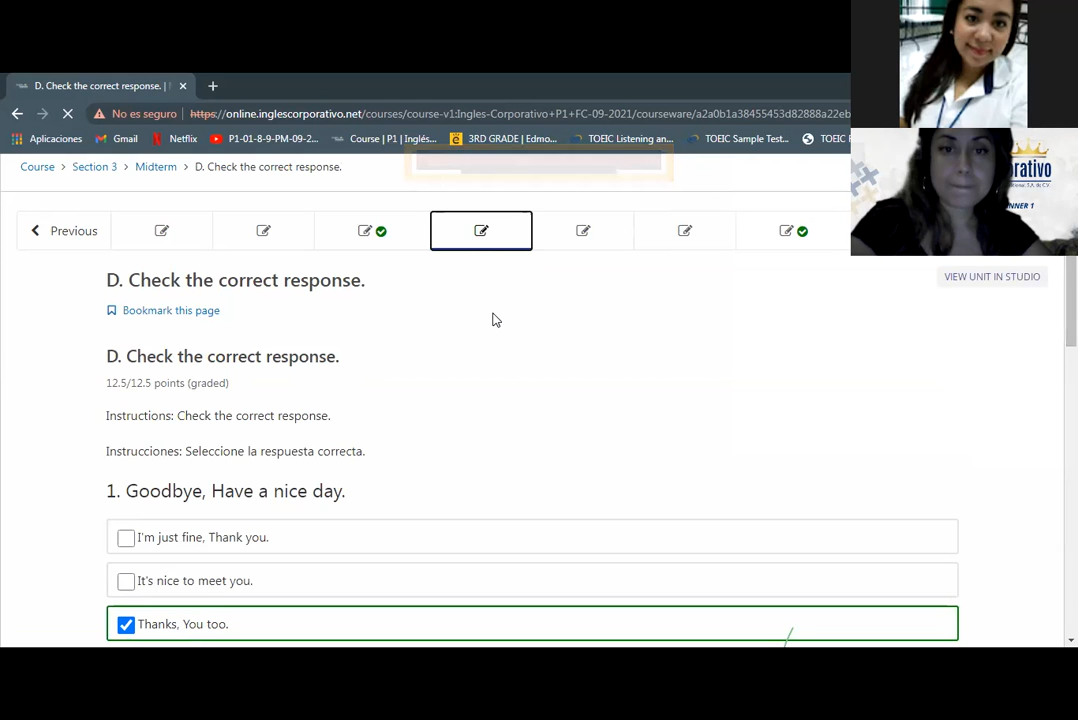 D. Check the correct response. |
No es seguro https://online.inglescorporativo.net/courses/course-v1:Ingles-Corporativo+P1+FC-09-2021/courseware/a2a0b1a38455453d82888a22eb
Aplicaciones Gmail Netflix P1-01-8-9-PM-09-2... Course | P1 | Inglés... 3RD GRADE | Edmo... TOEIC Listening an... TOEIC Sample Test... TOEIC
Course > Section 3 > Midterm > D. Check the correct response.
orativo
NNER 1
Previous
D. Check the correct response.
VIEW UNIT IN STUDIO
Bookmark this page
D. Check the correct response.
12.5/12.5 points (graded)
Instructions: Check the correct response.
Instrucciones: Seleccione la respuesta correcta.
1. Goodbye, Have a nice day.
I'm just fine, Thank you.
It's nice to meet you.
Thanks, You too.